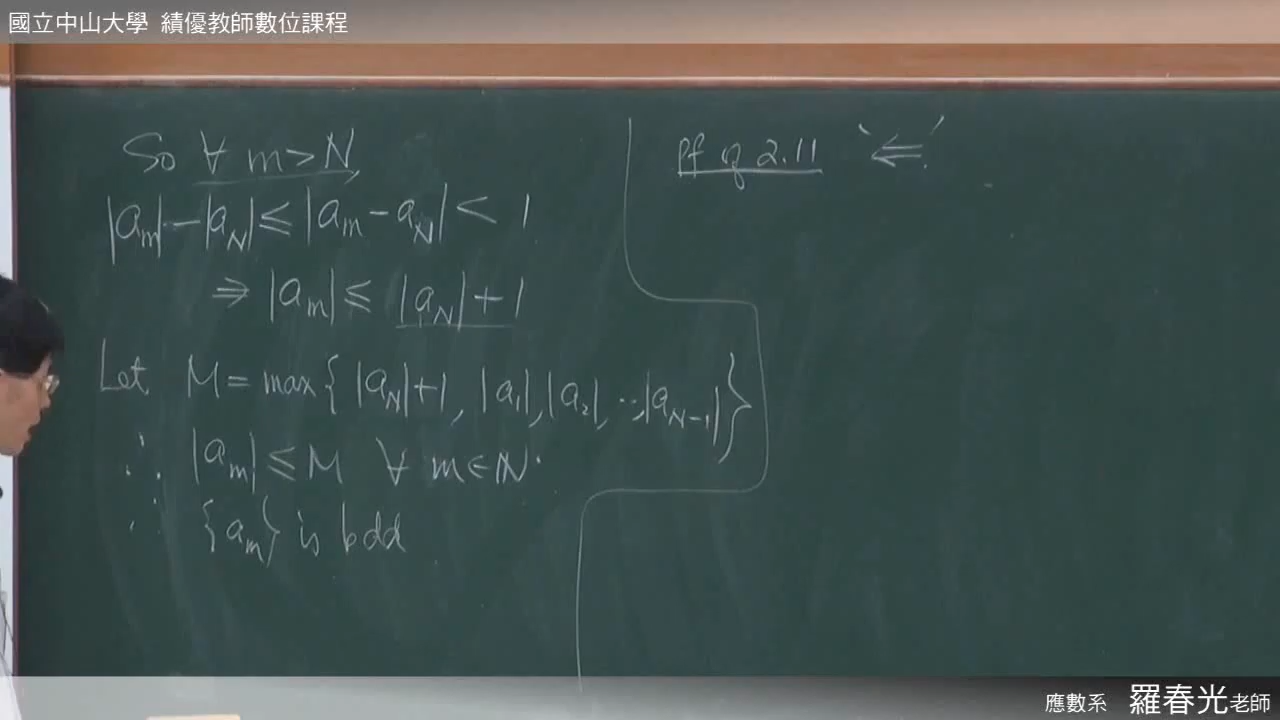 國立中山大學 績優教師數位課程
So ∀ m > N,
|a_m| - |a_N| ≤ |a_m - a_N| < 1
⇒ |a_m| ≤ |a_N| + 1
Let M = max{ |a_N|+1, |a_1|, |a_2|, ..., |a_{N-1}| }
∴ |a_m| ≤ M ∀ m ∈ ℕ.
∴ {a_m} is bdd
pf of 2.11 "⇐"
應數系 羅春光老師